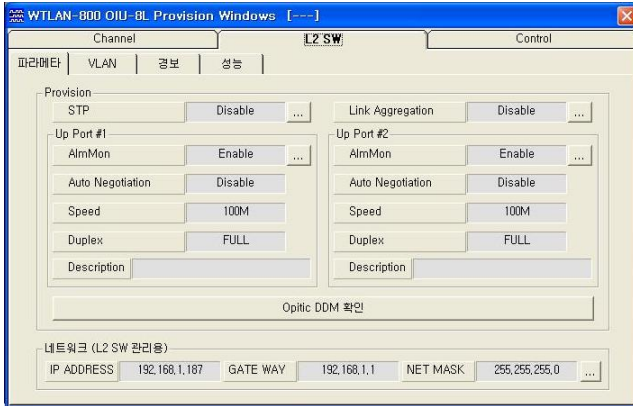 WTLAN-800 OIU-8L Provision Windows [---]
Channel L2 SW Control
파라메타 VLAN 경보 성능
Provision
STP Disable ... Link Aggregation Disable ...
Up Port #1 Up Port #2
AlmMon Enable ... AlmMon Enable ...
Auto Negotiation Disable Auto Negotiation Disable
Speed 100M Speed 100M
Duplex FULL Duplex FULL
Description Description
Opitic DDM 확인
네트워크 (L2 SW 관리용)
IP ADDRESS 192,168,1,187 GATE WAY 192,168,1,1 NET MASK 255,255,255,0 ...